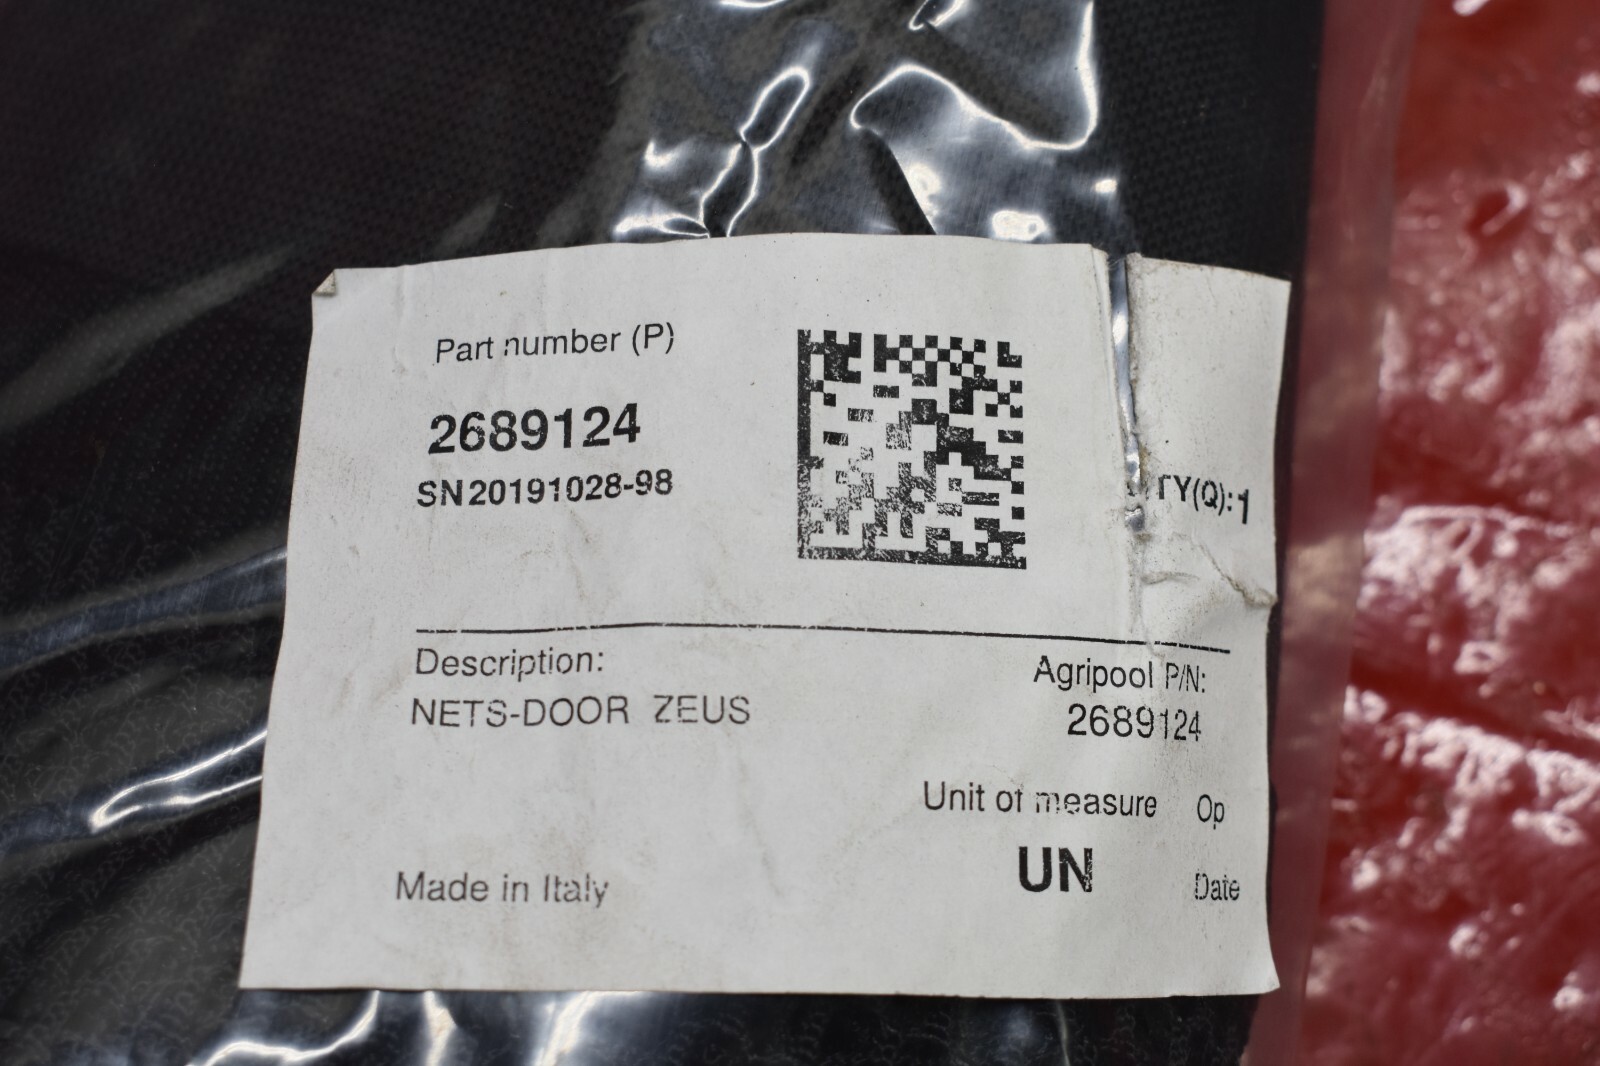 Part number (P)
2689124
SN20191028-98
TY(Q):1
Description:
NETS-DOOR ZEUS
Agripool P/N:
2689124
Unit of measure
Op
UN
Made in Italy
Date